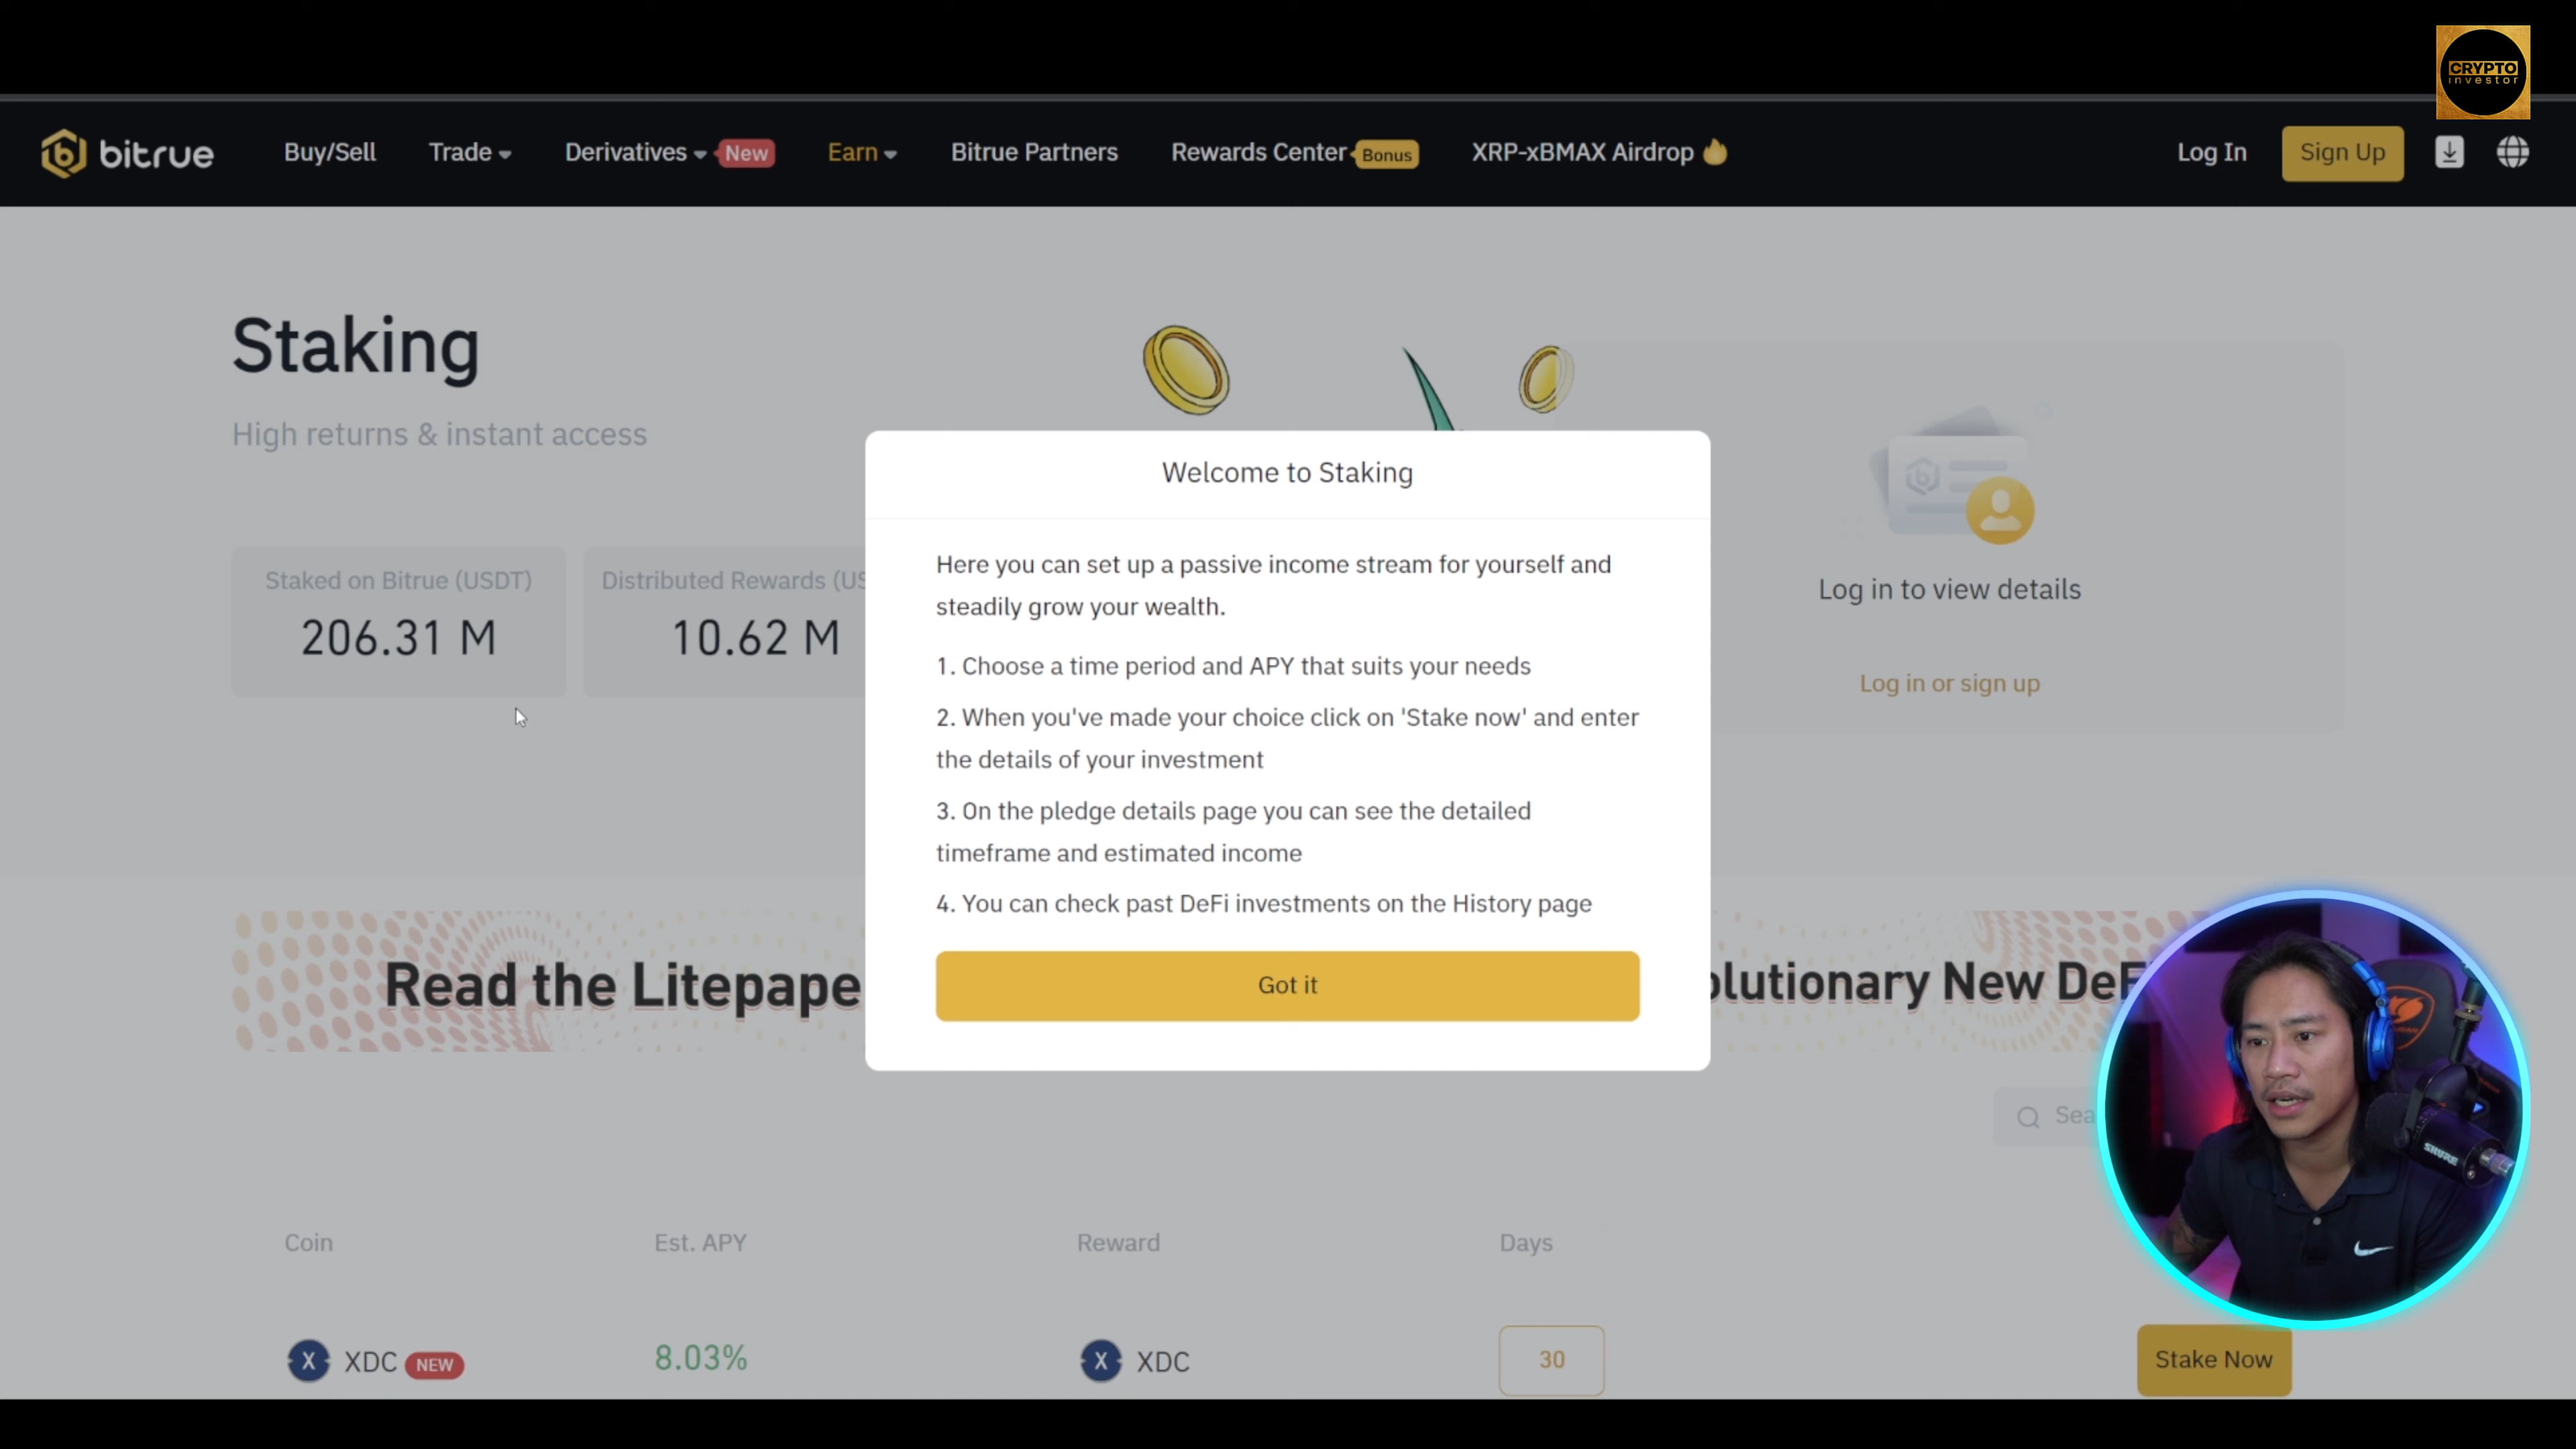 CRYPTO
investor
bitrue Buy/Sell Trade Derivatives New Earn Bitrue Partners Rewards Center Bonus XRP-xBMAX Airdrop Log In Sign Up
Staking
High returns & instant access
Staked on Bitrue (USDT) Distributed Rewards (US
206.31 M 10.62 M
Welcome to Staking
Here you can set up a passive income stream for yourself and
steadily grow your wealth.
1. Choose a time period and APY that suits your needs
2. When you've made your choice click on 'Stake now' and enter
the details of your investment
3. On the pledge details page you can see the detailed
timeframe and estimated income
4. You can check past DeFi investments on the History page
Got it
Log in to view details
Log in or sign up
Read the Litepape olutionary New DeF
Sea
SHURE
Coin Est. APY Reward Days
XDC NEW 8.03% XDC 30 Stake Now